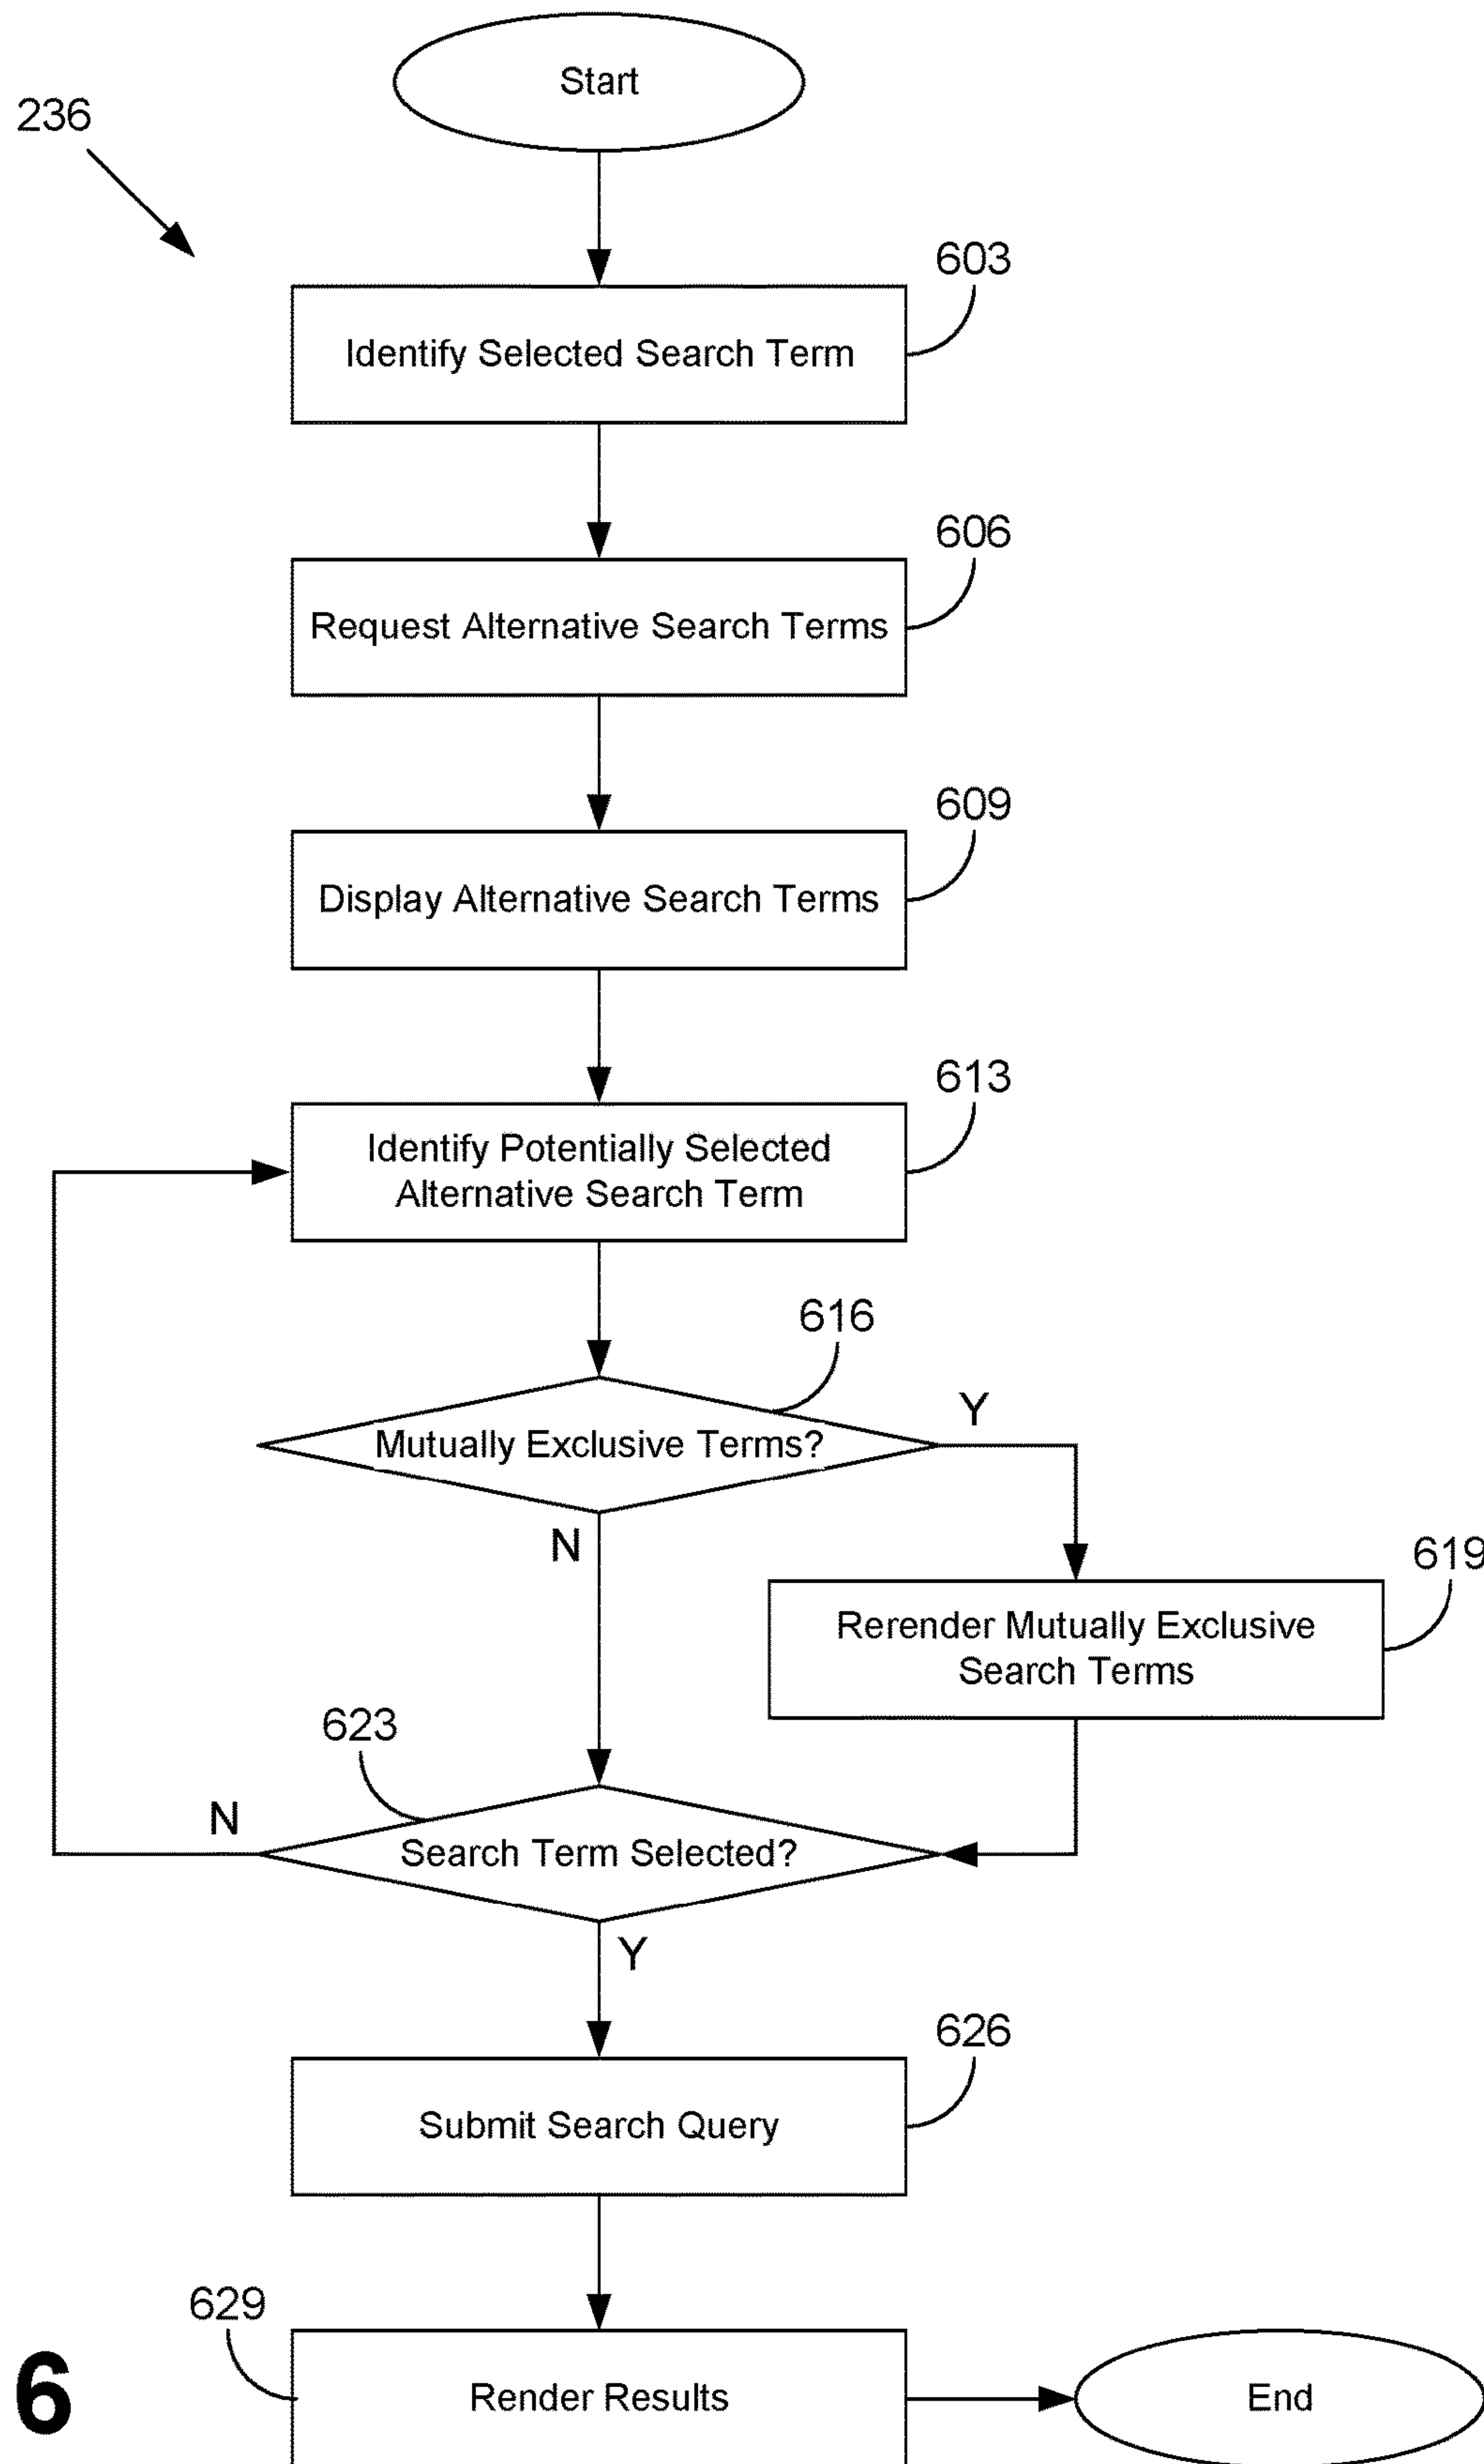 Start
236
603
Identify Selected Search Term
606
Request Alternative Search Terms
609
Display Alternative Search Terms
613
Identify Potentially Selected
Alternative Search Term
616
Y
Mutually Exclusive Terms?
N
619
Rerender Mutually Exclusive
Search Terms
623
N
Search Term Selected?
Y
626
Submit Search Query
629
6
Render Results
End